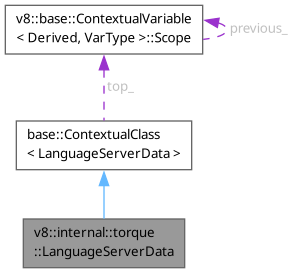 v8::base::ContextualVariable
< Derived, VarType >::Scope
previous_
top_
base::ContextualClass
< LanguageServerData >
v8::internal::torque
::LanguageServerData